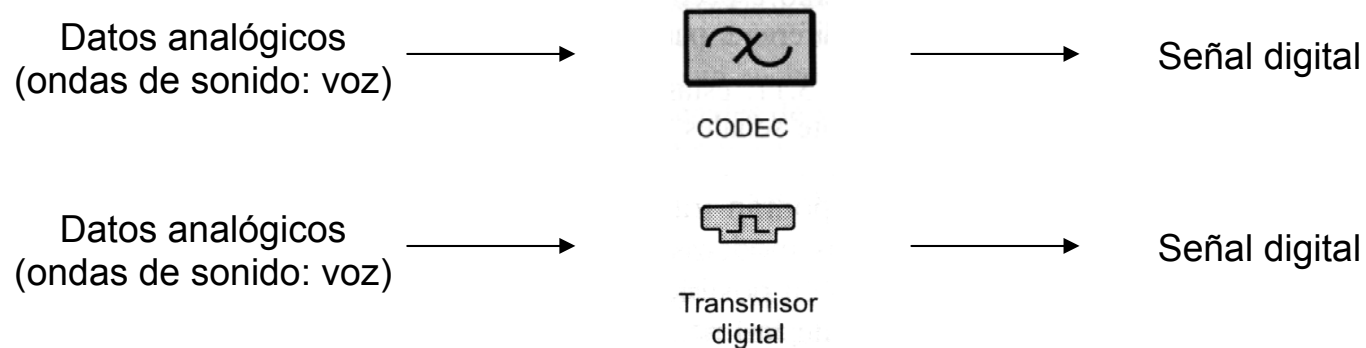 Datos analógicos
(ondas de sonido: voz)
CODEC
Señal digital
Datos analógicos
(ondas de sonido: voz)
Transmisor
digital
Señal digital